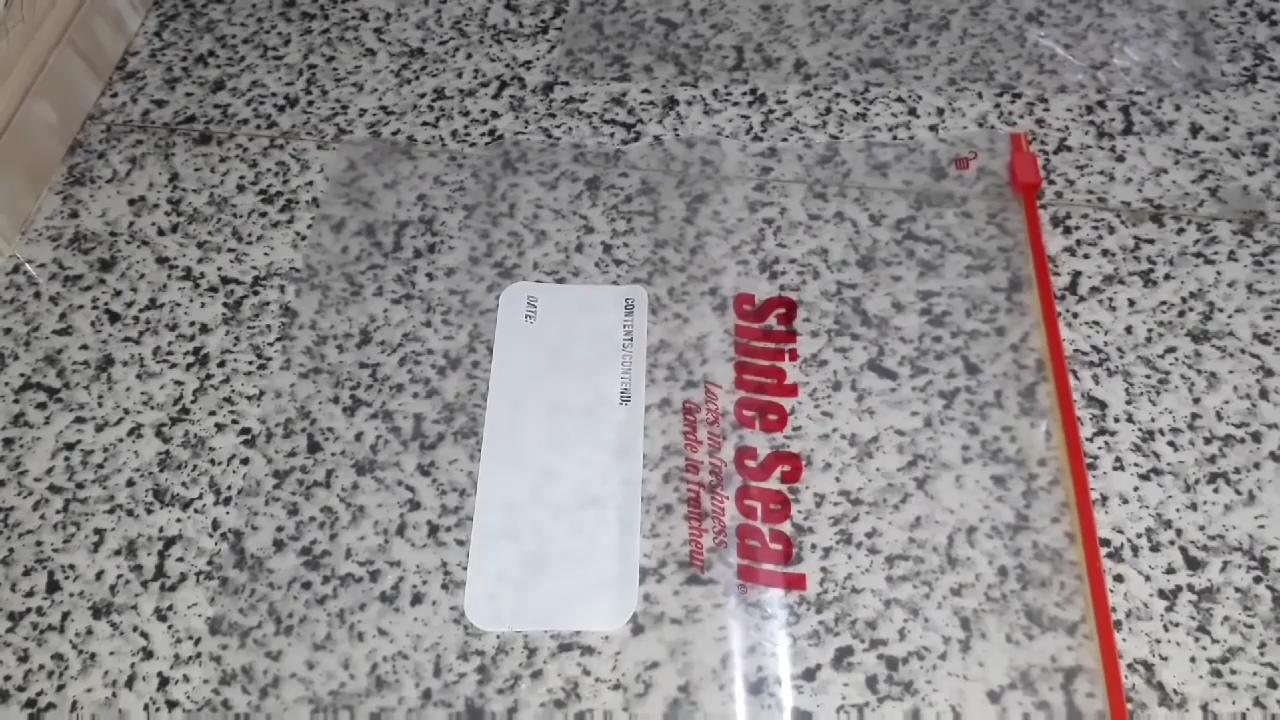 Slide Seal®
Locks in freshness
Garde la fraîcheur
CONTENTS/CONTENU:
DATE: